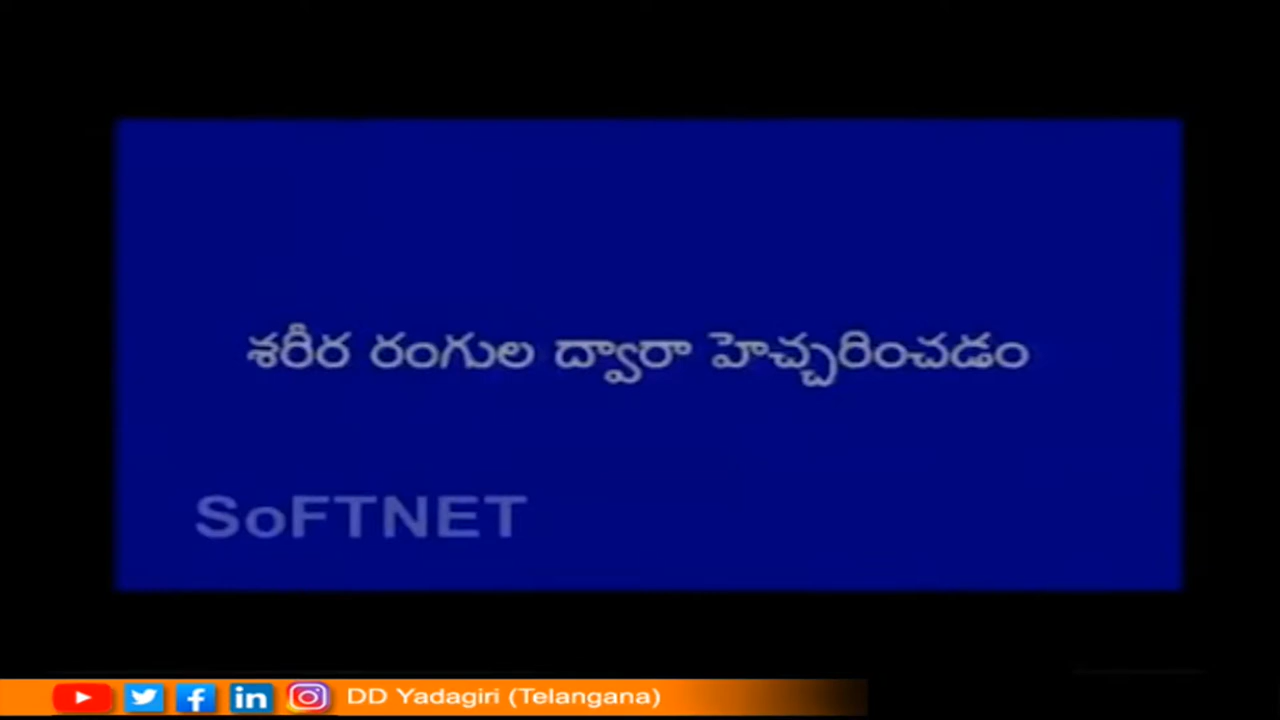 శరీర రంగుల ద్వారా హెచ్చరించడం
SoFTNET
DD Yadagiri (Telangana)